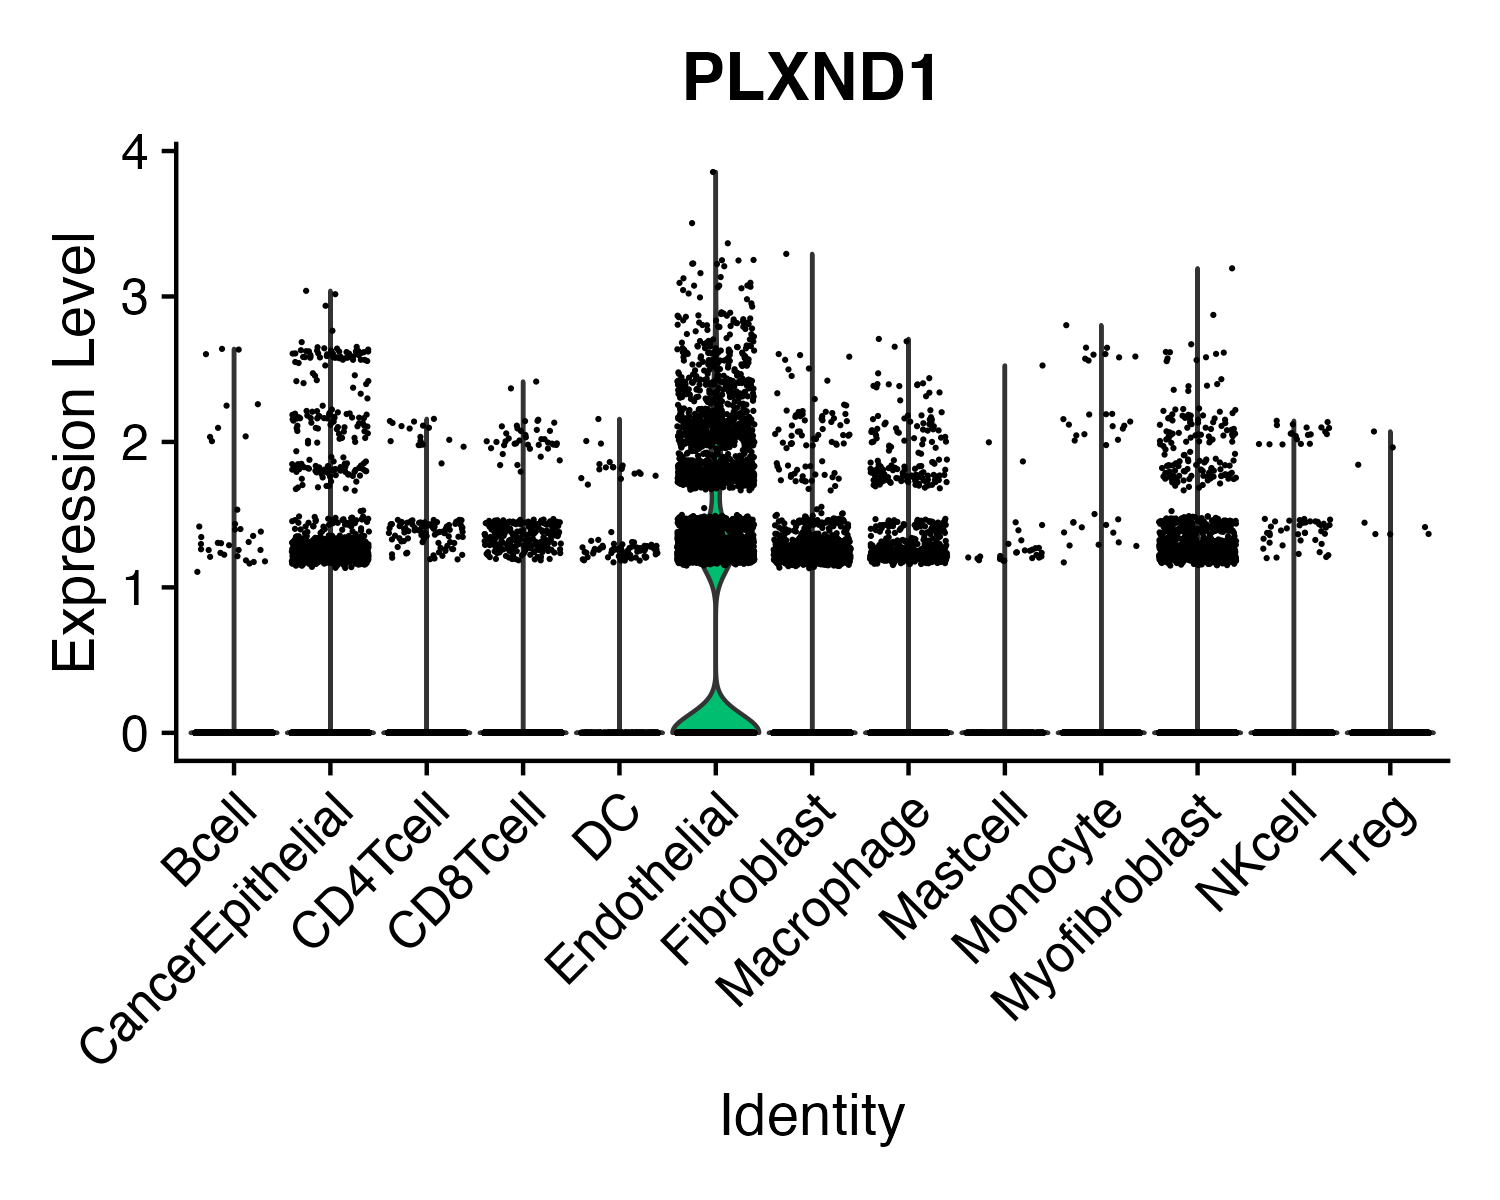 PLXND1
Expression Level
4
3
2
1
0
Bcell
CancerEpithelial
CD4Tcell
CD8Tcell
DC
Endothelial
Fibroblast
Macrophage
Mastcell
Monocyte
Myofibroblast
NKcell
Treg
Identity